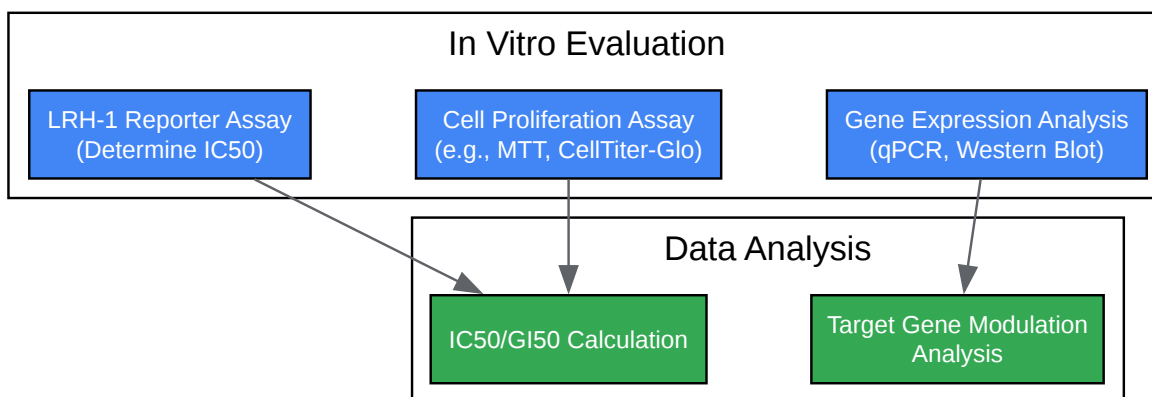 In Vitro Evaluation
LRH-1 Reporter Assay
(Determine IC50)
Cell Proliferation Assay
(e.g., MTT, CellTiter-Glo)
Gene Expression Analysis
(qPCR, Western Blot)
Data Analysis
IC50/GI50 Calculation
Target Gene Modulation
Analysis